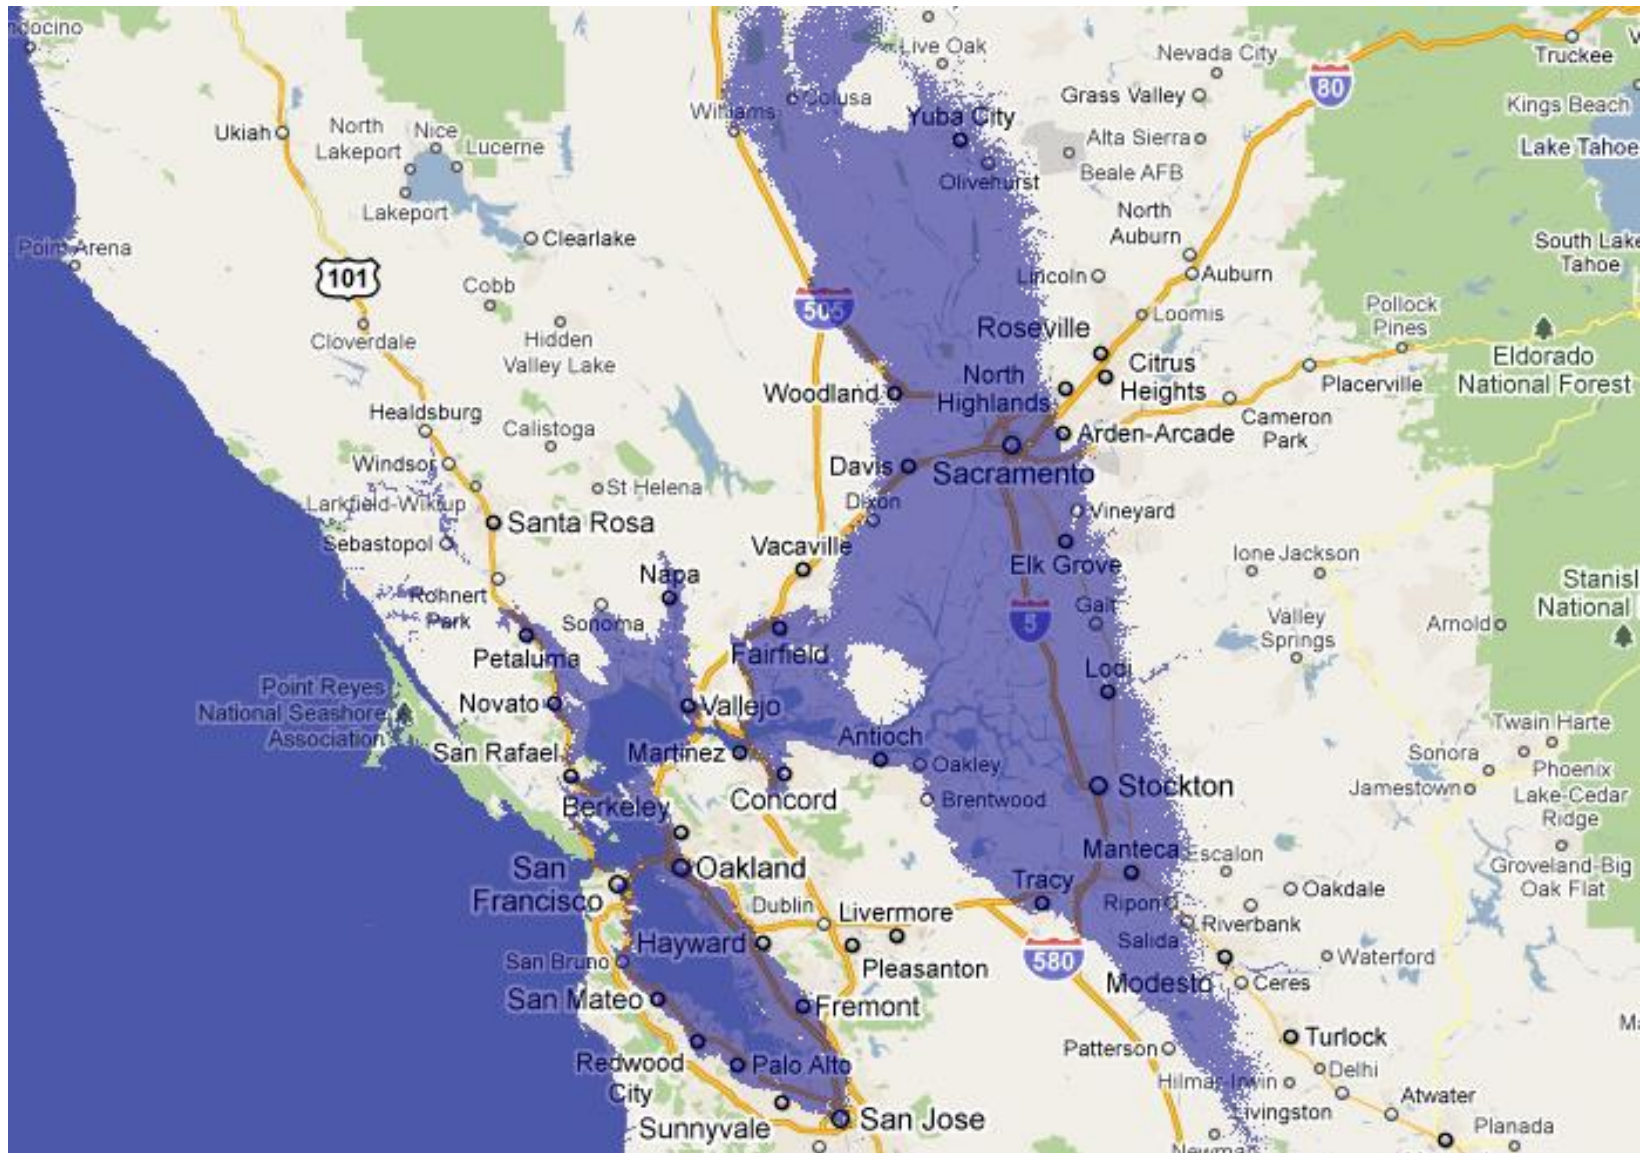 Live Oak
Nevada City
Truckee
80
Grass Valley
Kings Beach
Williams
Colusa
Yuba City
Ukiah
North
Lakeport
Nice
Lucerne
Alta Sierra
Beale AFB
Lake Tahoe
Olivehurst
Lakeport
North
Auburn
Clearlake
Point Arena
South Lake
Tahoe
101
Lincoln
Auburn
Cobb
505
Pollock
Pines
Loomis
Roseville
Cloverdale
Hidden
Valley Lake
Eldorado
National Forest
Citrus
Heights
North
Highlands
Placerville
Woodland
Healdsburg
Cameron
Park
Calistoga
Arden-Arcade
Windsor
Davis
Sacramento
St Helena
Larkfield-Wikiup
Dixon
Vineyard
Santa Rosa
Sebastopol
Vacaville
Ione
Jackson
Elk Grove
Napa
Rohnert
Park
Sonoma
5
Galt
Valley
Springs
Arnold
National
Petaluma
Fairfield
Lodi
Point Reyes
National Seashore
Association
Novato
Vallejo
Twain Harte
Antioch
San Rafael
Martinez
Oakley
Sonora
Phoenix
Lake-Cedar
Ridge
Jamestown
Stockton
Concord
Brentwood
Berkeley
Manteca
Escalon
Groveland-Big
Oak Flat
San
Francisco
Oakland
Tracy
Oakdale
Dublin
Livermore
Ripon
Riverbank
Hayward
Salida
580
Waterford
San Bruno
Pleasanton
Modesto
Ceres
San Mateo
Fremont
Turlock
Patterson
Redwood
City
Palo Alto
Delhi
Hilmar-Irwin
Livingston
Atwater
Sunnyvale
San Jose
Planada